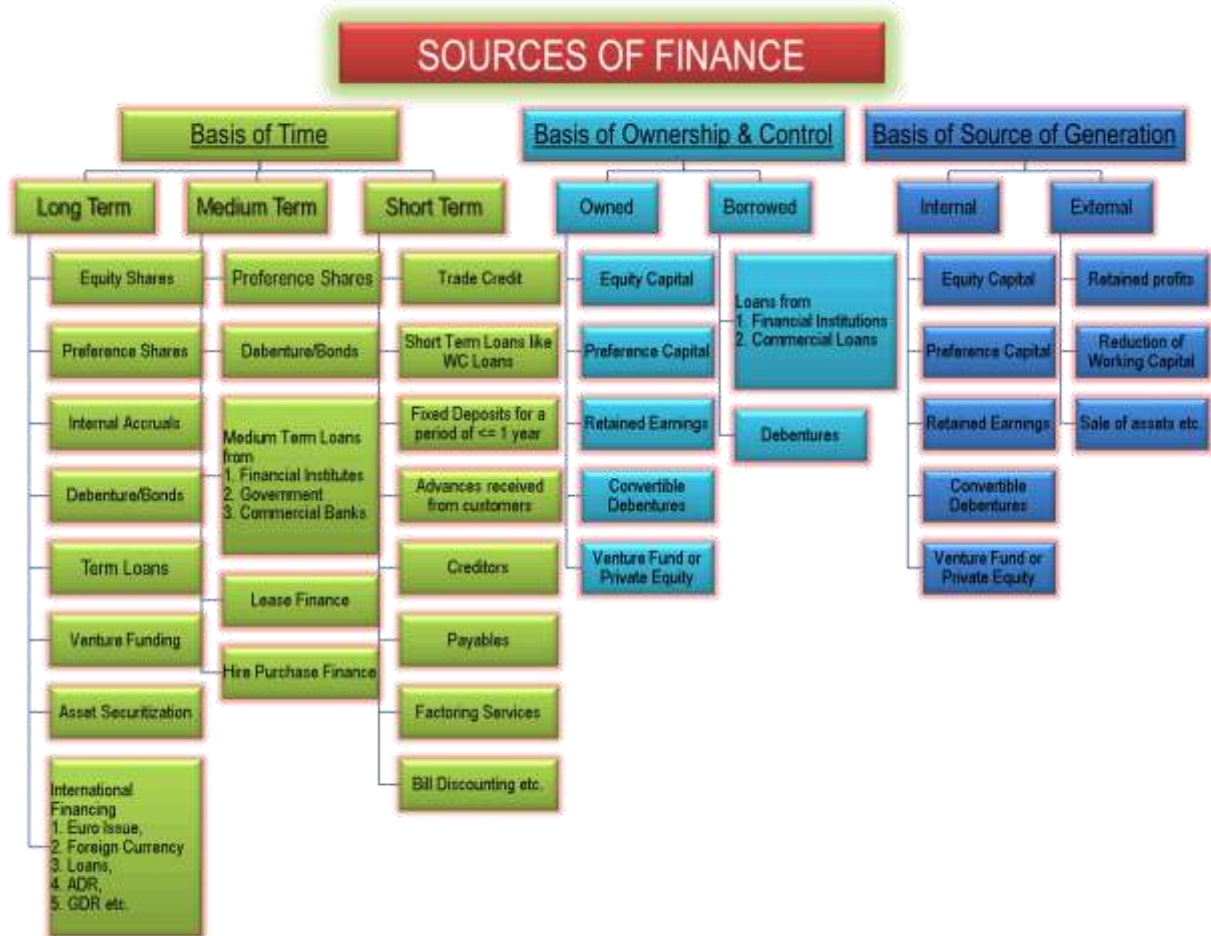 SOURCES OF FINANCE
Basis of Time
Long Term
Equity Shares
Preference Shares
Internal Accruals
Debenture/Bonds
Term Loans
Venture Funding
Asset Securitization
International
Financing
1. Euro Issue,
2. Foreign Currency
3. Loans,
4. ADR,
5. GDR etc.
Medium Term
Preference Shares
Debenture/Bonds
Medium Term Loans
from
1. Financial Institutes
2. Government
3. Commercial Banks
Lease Finance
Hire Purchase Finance
Short Term
Trade Credit
Short Term Loans like
WC Loans
Fixed Deposits for a
period of <= 1 year
Advances received
from customers
Creditors
Payables
Factoring Services
Bill Discounting etc.
Basis of Ownership & Control
Owned
Equity Capital
Preference Capital
Retained Earnings
Convertible
Debentures
Venture Fund or
Private Equity
Borrowed
Loans from
1. Financial Institutions
2. Commercial Loans
Debentures
Basis of Source of Generation
Internal
Equity Capital
Preference Capital
Retained Earnings
Convertible
Debentures
Venture Fund or
Private Equity
External
Retained profits
Reduction of
Working Capital
Sale of assets etc.